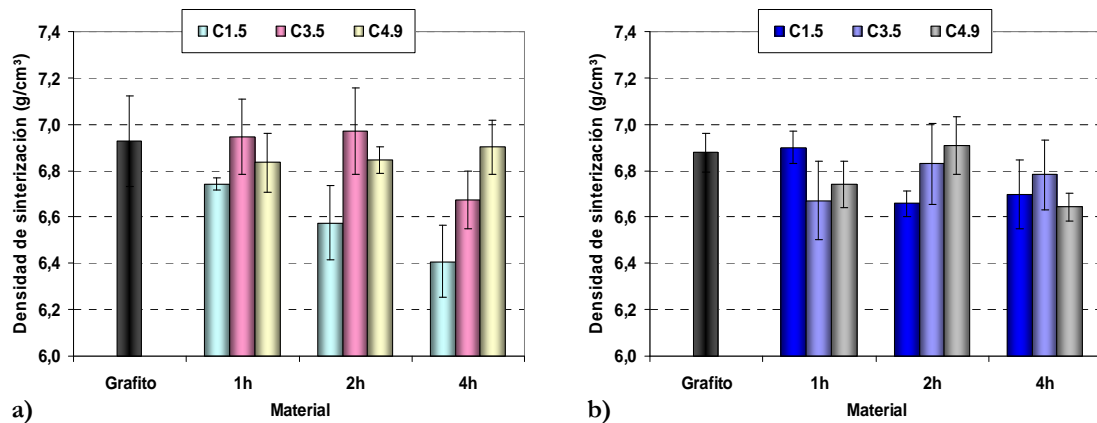 C1.5 C3.5 C4.9
7,4
7,2
7,0
6,8
6,6
6,4
6,2
6,0
Densidad de sinterización (g/cm³)
Grafito 1h 2h 4h
Material
a)
C1.5 C3.5 C4.9
7,4
7,2
7,0
6,8
6,6
6,4
6,2
6,0
Densidad de sinterización (g/cm³)
Grafito 1h 2h 4h
Material
b)